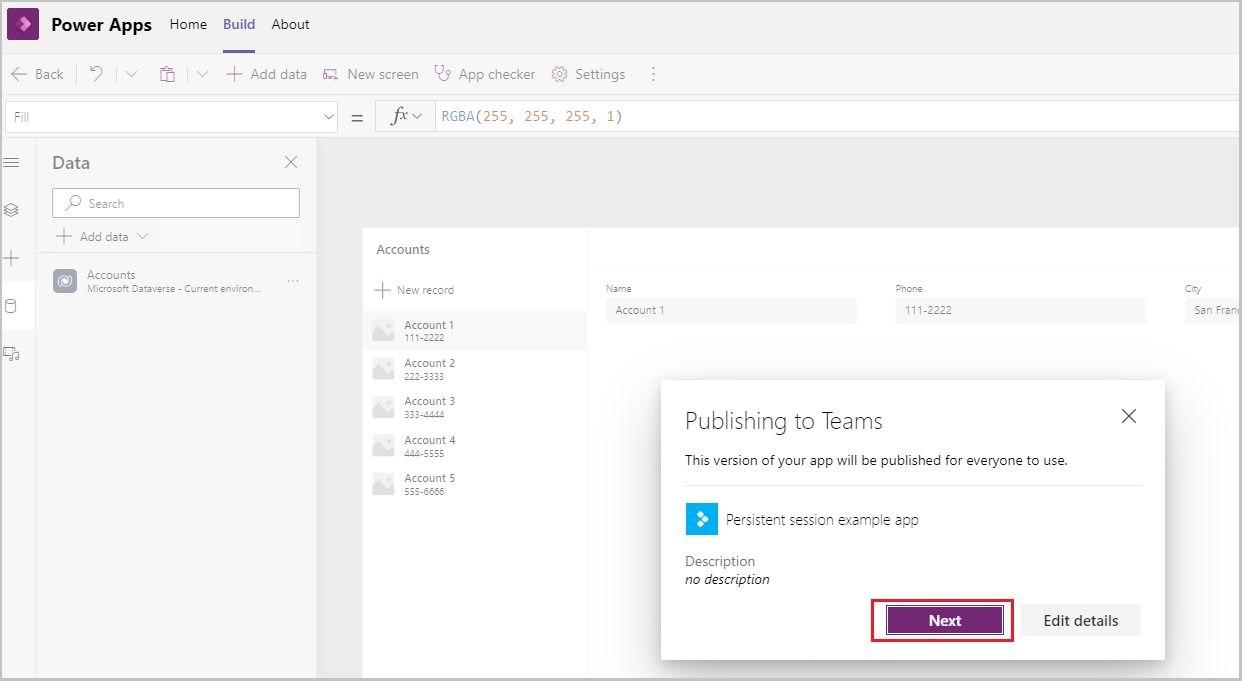 Power Apps Home Build About
Back Add data New screen App checker Settings
Fill = fx RGBA(255, 255, 255, 1)
Data
Search
Add data
Accounts
Microsoft Dataverse - Current environ...
Accounts
New record
Account 1
111-2222
Account 2
222-3333
Account 3
333-4444
Account 4
444-5555
Account 5
555-6666
Name Phone City
Account 1 111-2222 San Franc
Publishing to Teams
This version of your app will be published for everyone to use.
Persistent session example app
Description
no description
Next Edit details